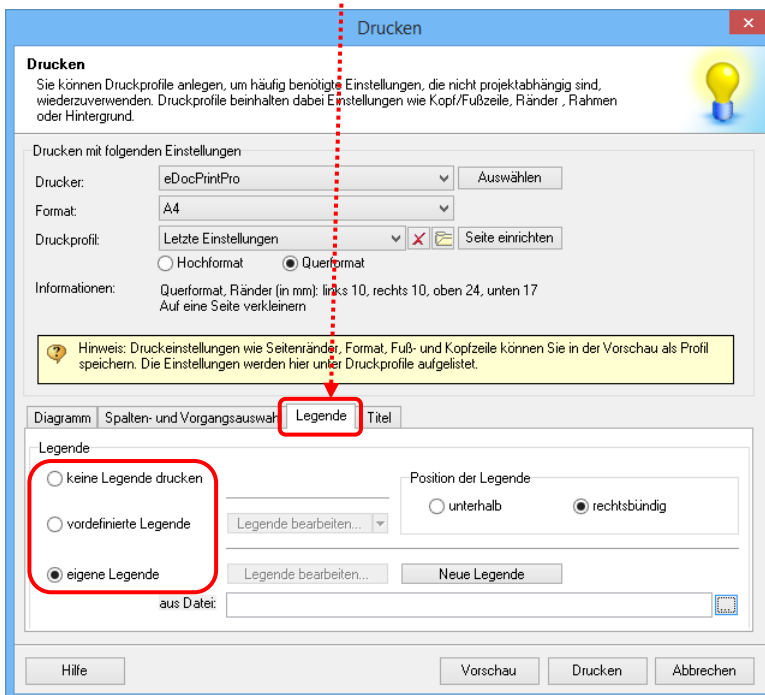 Drucken
Drucken
Sie können Druckprofile anlegen, um häufig benötigte Einstellungen, die nicht projektabhängig sind,
wiederzuverwenden. Druckprofile beinhalten dabei Einstellungen wie Kopf/Fußzeile, Ränder , Rahmen
oder Hintergrund.
Drucken mit folgenden Einstellungen
Drucker: eDocPrintPro Auswählen
Format: A4
Druckprofil: Letzte Einstellungen Seite einrichten
Hochformat Querformat
Informationen: Querformat, Ränder (in mm): links 10, rechts 10, oben 24, unten 17
Auf eine Seite verkleinern
Hinweis: Druckeinstellungen wie Seitenränder, Format, Fuß- und Kopfzeile können Sie in der Vorschau als Profil
speichern. Die Einstellungen werden hier unter Druckprofile aufgelistet.
Diagramm Spalten- und Vorgangsauswahl Legende Titel
Legende
keine Legende drucken Position der Legende
unterhalb rechtsbündig
vordefinierte Legende Legende bearbeiten...
eigene Legende Legende bearbeiten... Neue Legende
aus Datei: ...
Hilfe Vorschau Drucken Abbrechen